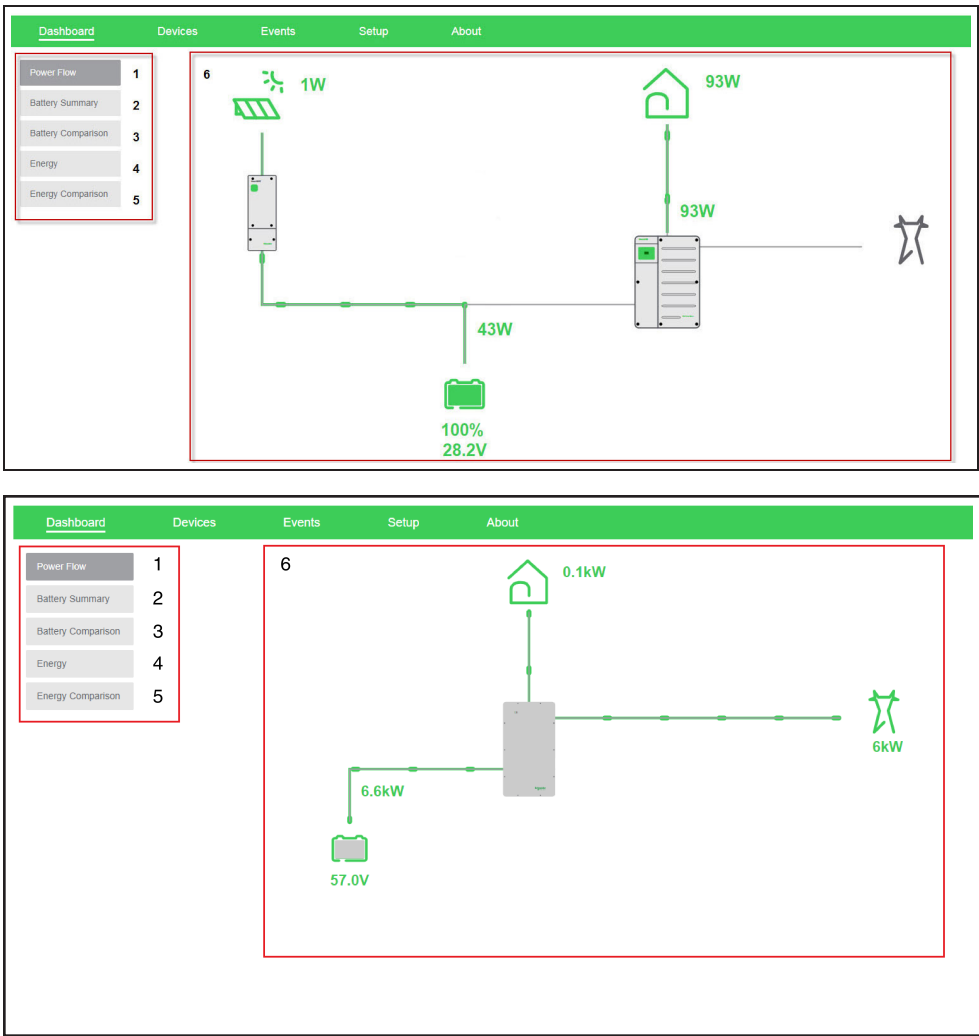 Dashboard Devices Events Setup About
Power Flow 1
Battery Summary 2
Battery Comparison 3
Energy 4
Energy Comparison 5
6
1W
93W
93W
43W
100%
28.2V
Dashboard Devices Events Setup About
Power Flow 1
Battery Summary 2
Battery Comparison 3
Energy 4
Energy Comparison 5
6
0.1kW
6kW
6.6kW
57.0V